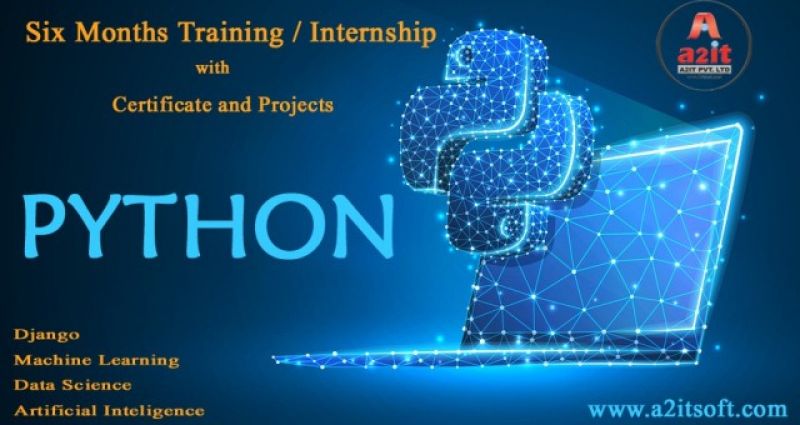 Six Months Training / Internship
with
Certificate and Projects
A
a2it
A2IT PVT. LTD
PYTHON
Django
Machine Learning
Data Science
Artificial Inteligence
www.a2itsoft.com